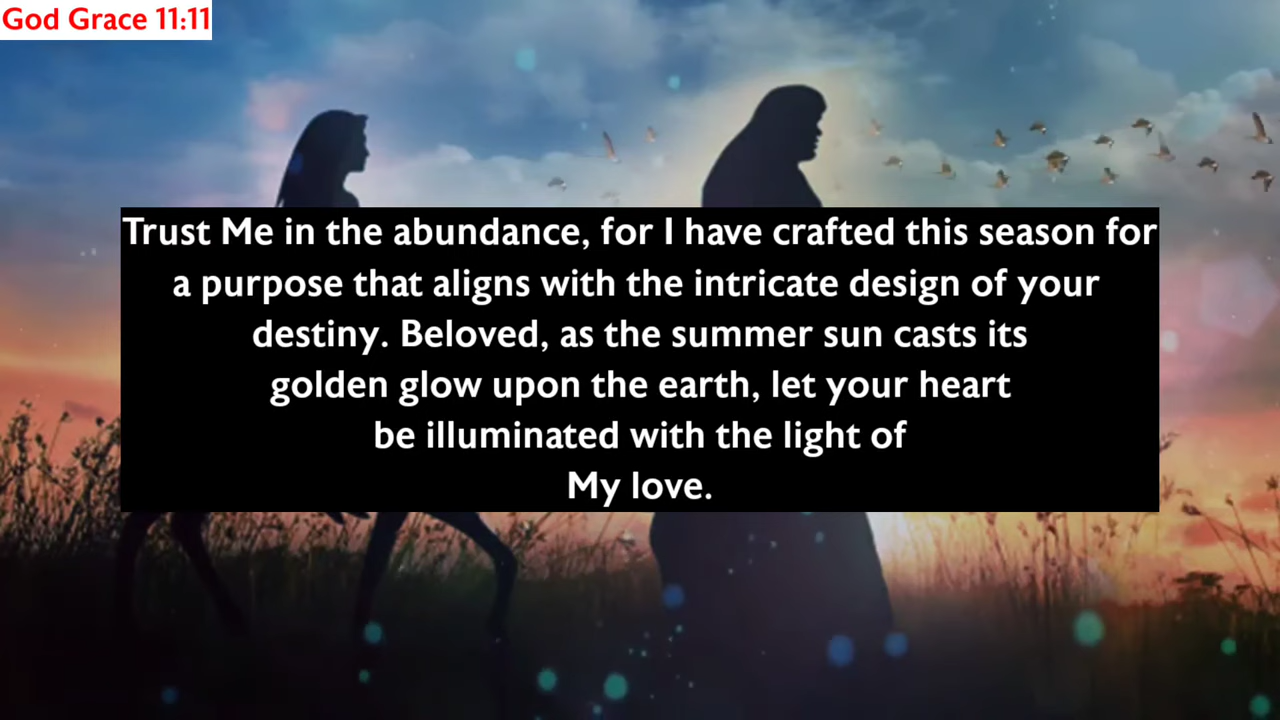 God Grace 11:11
Trust Me in the abundance, for I have crafted this season for
a purpose that aligns with the intricate design of your
destiny. Beloved, as the summer sun casts its
golden glow upon the earth, let your heart
be illuminated with the light of
My love.